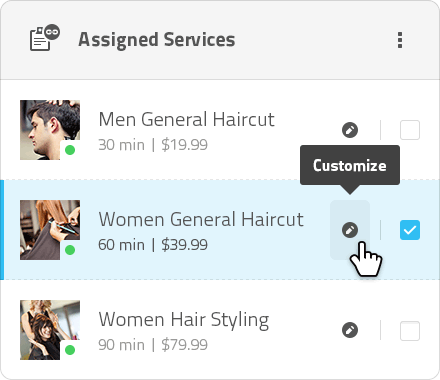 Assigned Services
Men General Haircut
30 min | $19.99
Customize
Women General Haircut
60 min | $39.99
Women Hair Styling
90 min | $79.99